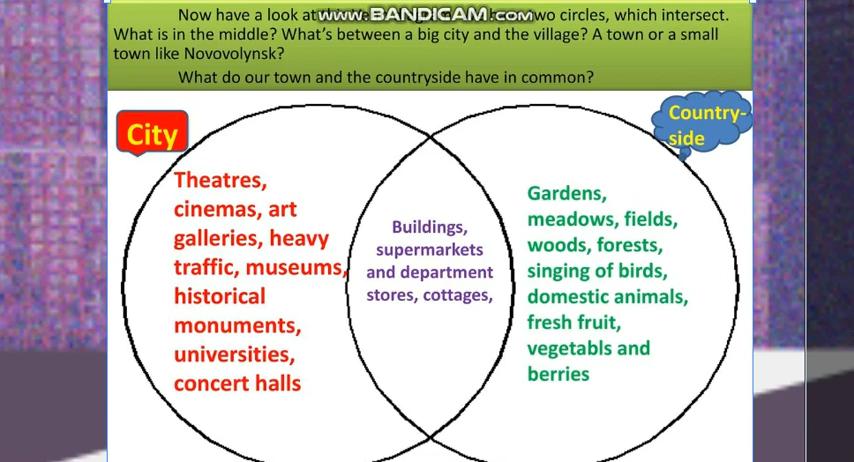 Now have a look at
WWW.BANDICAM.COM
two circles, which intersect.
What is in the middle? What's between a big city and the village? A town or a small
town like Novovolynsk?
What do our town and the countryside have in common?
City
Country-
side
Theatres,
cinemas, art
galleries, heavy
traffic, museums,
historical
monuments,
universities,
concert halls
Buildings,
supermarkets
and department
stores, cottages,
Gardens,
meadows, fields,
woods, forests,
singing of birds,
domestic animals,
fresh fruit,
vegetabls and
berries